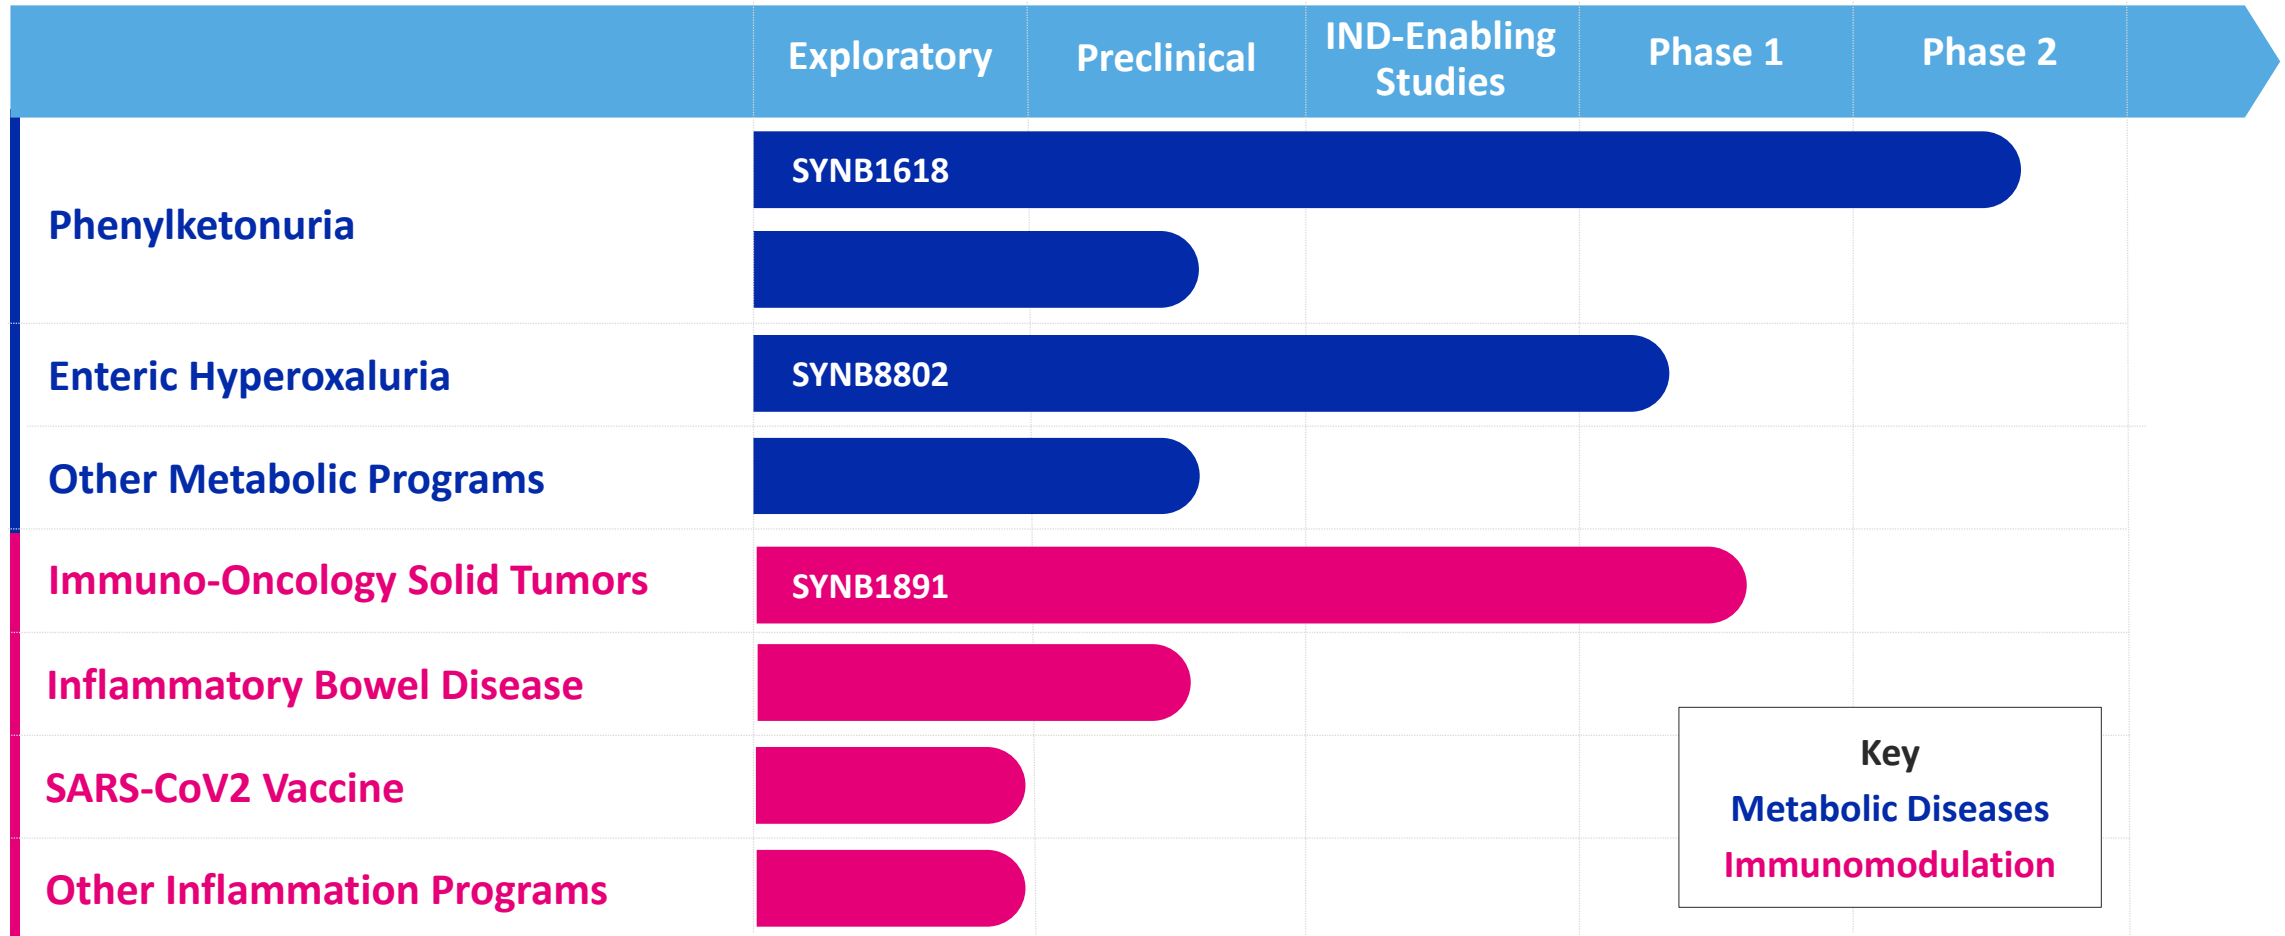 Exploratory
Preclinical
IND-Enabling
Studies
Phase 1
Phase 2
Phenylketonuria
SYNB1618
Enteric Hyperoxaluria
SYNB8802
Other Metabolic Programs
Immuno-Oncology Solid Tumors
SYNB1891
Inflammatory Bowel Disease
SARS-CoV2 Vaccine
Other Inflammation Programs
Key
Metabolic Diseases
Immunomodulation